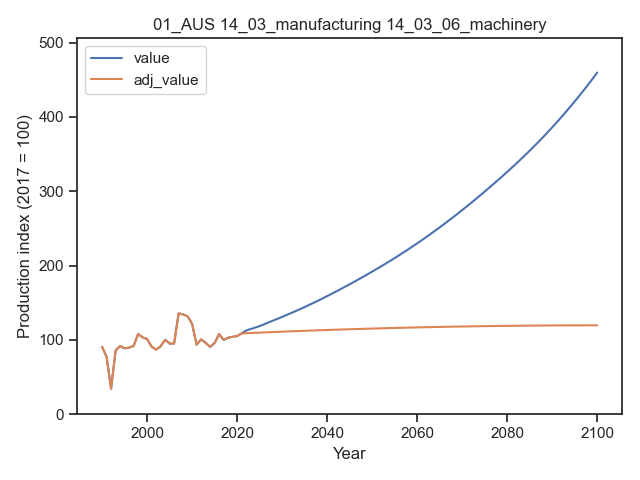 01_AUS 14_03_manufacturing 14_03_06_machinery
value
adj_value
Production index (2017 = 100)
500
400
300
200
100
0
2000 2020 2040 2060 2080 2100
Year